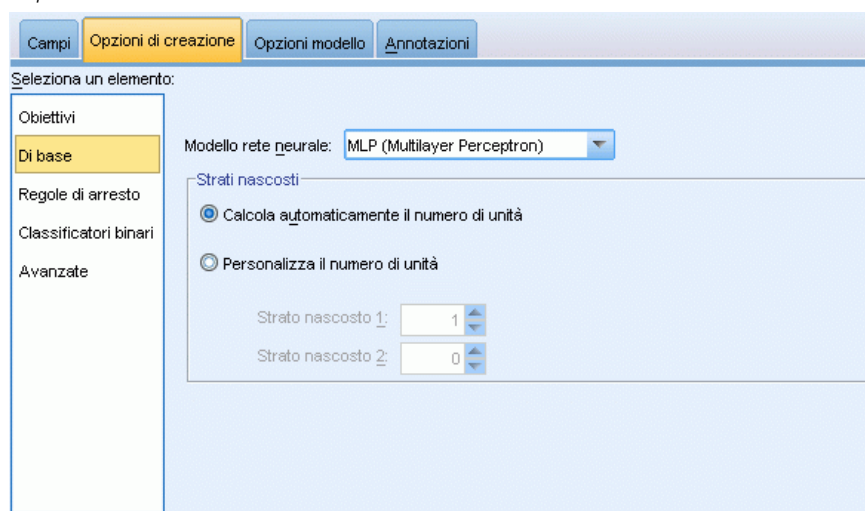 Campi Opzioni di creazione Opzioni modello Annotazioni
Seleziona un elemento:
Obiettivi
Di base
Regole di arresto
Classificatori binari
Avanzate
Modello rete neurale: MLP (Multilayer Perceptron)
Strati nascosti
Calcola automaticamente il numero di unità
Personalizza il numero di unità
Strato nascosto 1: 1
Strato nascosto 2: 0